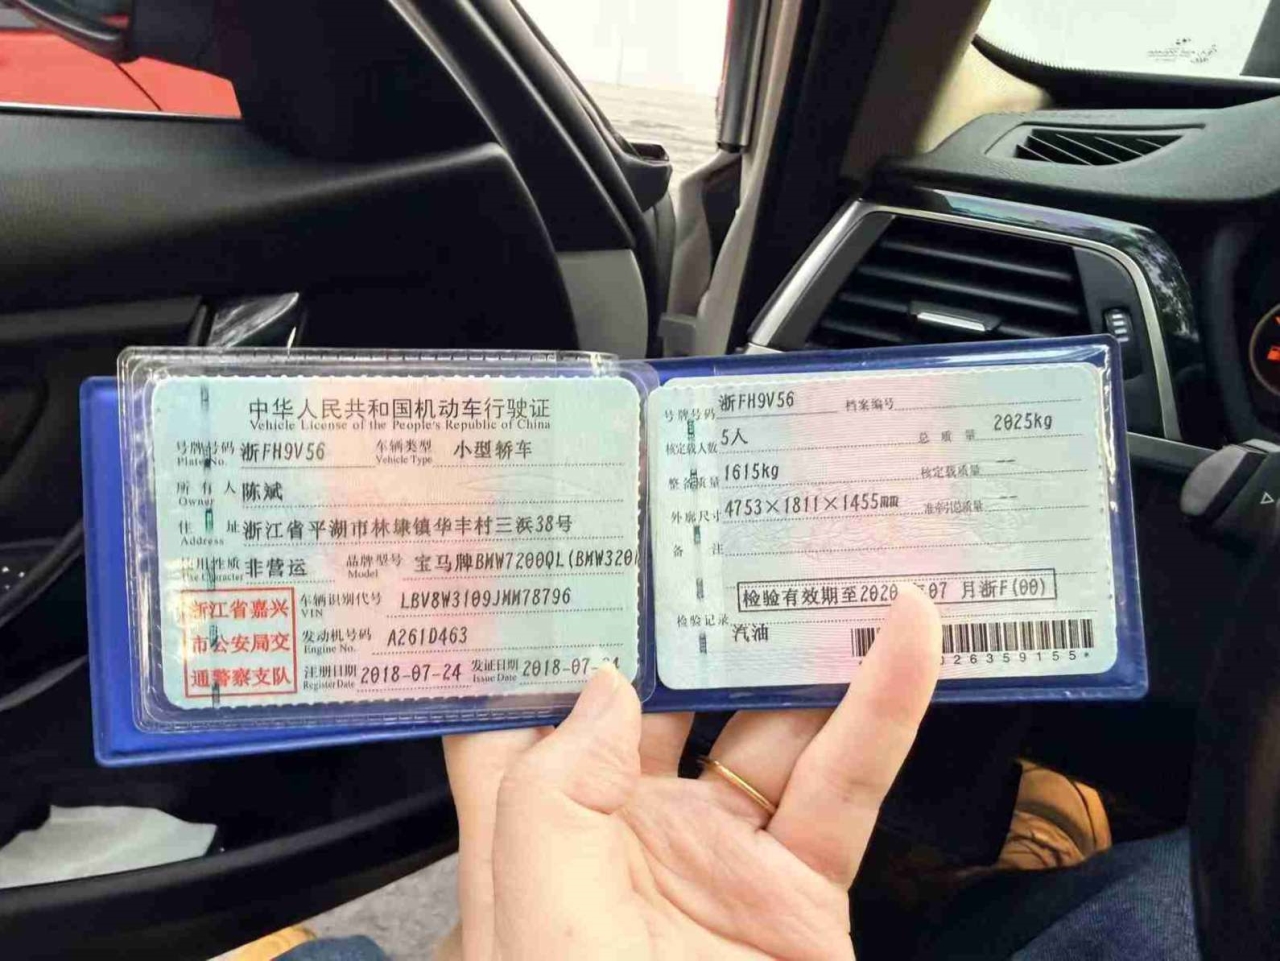 中华人民共和国机动车行驶证
Vehicle License of the People's Republic of China
号牌号码 浙FH9V56 车辆类型 小型轿车
Plate No. Vehicle Type
所有人 陈斌
Owner
住址 浙江省平湖市林埭镇华丰村三浜38号
Address
使用性质 非营运 品牌型号 宝马牌BMW7200QL(BMW320
Use Character Model
浙江省嘉兴
市公安局交
通警察支队
车辆识别代号 LBV8W3109JMM78796
VIN
发动机号码 A261D463
Engine No.
注册日期 2018-07-24 发证日期 2018-07-24
Register Date Issue Date
号牌号码 浙FH9V56 档案编号
核定载人数 5人 总质量 2025kg
整备质量 1615kg 核定载质量 --
外廓尺寸 4753×1811×1455mm 准牵引总质量 --
备注
检验有效期至2020 07 月浙F(00)
检验记录
汽油
026359155*